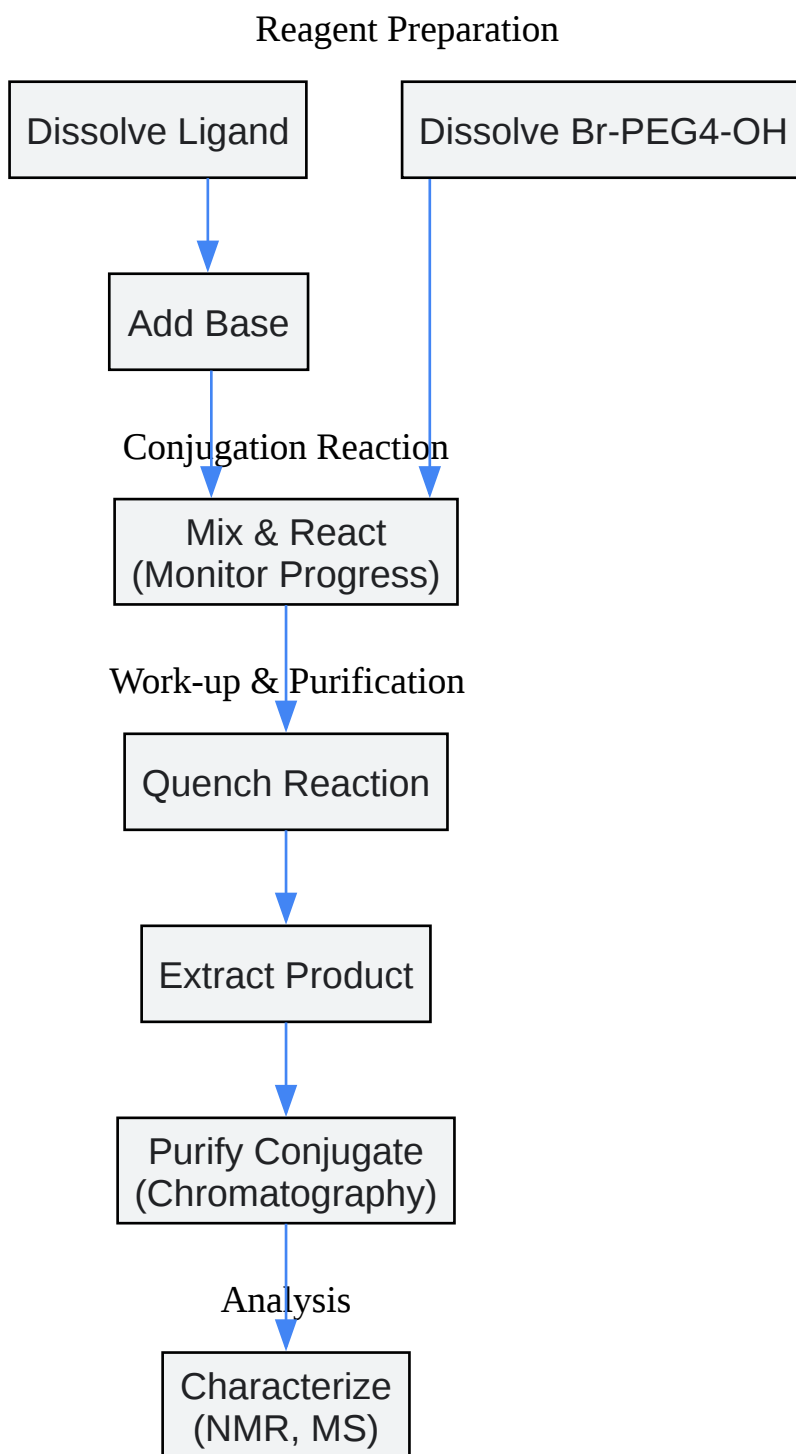 Reagent Preparation
Dissolve Ligand
Dissolve Br-PEG4-OH
Add Base
Conjugation Reaction
Mix & React
(Monitor Progress)
Work-up & Purification
Quench Reaction
Extract Product
Purify Conjugate
(Chromatography)
Analysis
Characterize
(NMR, MS)